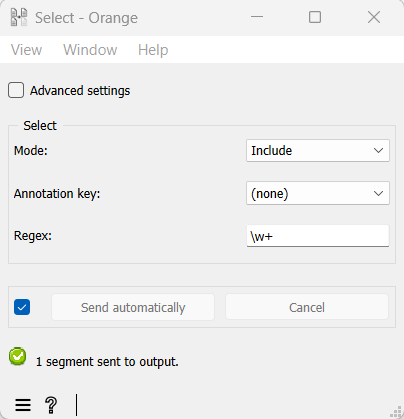 Select - Orange
View Window Help
Advanced settings
Select
Mode: Include
Annotation key: (none)
Regex: \w+
Send automatically Cancel
1 segment sent to output.
?